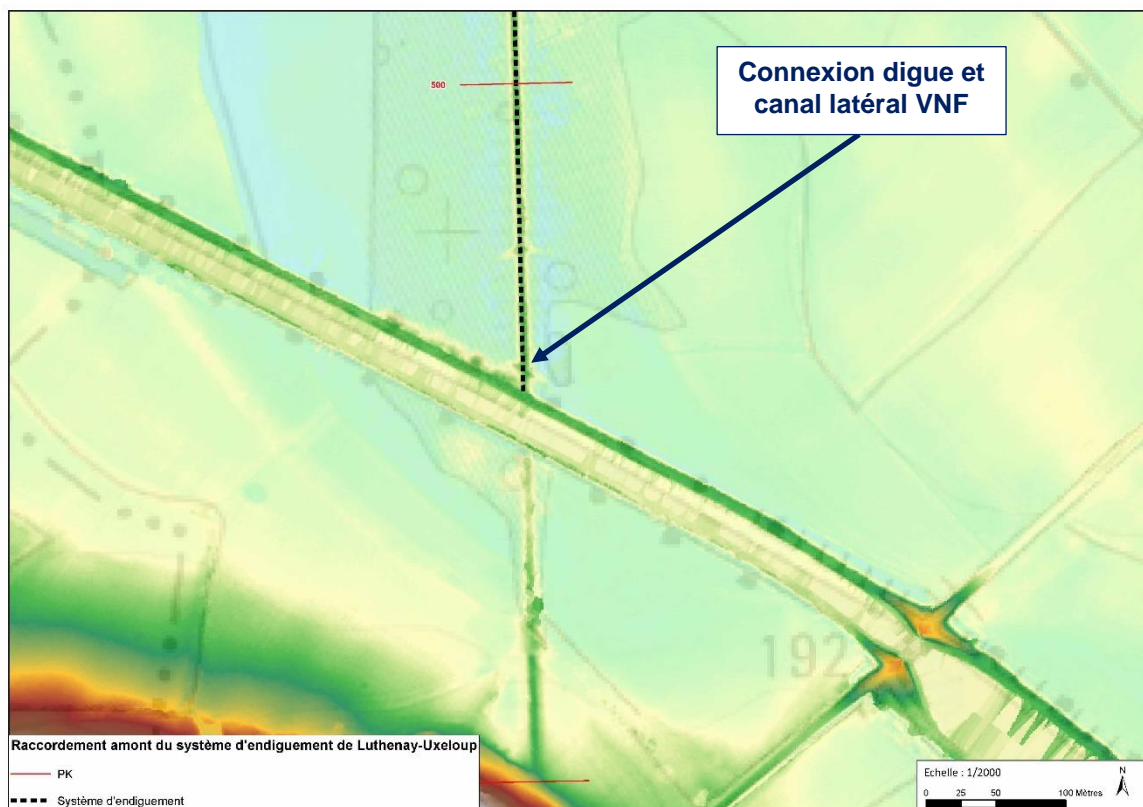 500
Connexion digue et
canal latéral VNF
192
Raccordement amont du système d'endiguement de Luthenay-Uxeloup
PK
Système d'endiguement
Echelle : 1/2000
N
0 25 50 100 Mètres